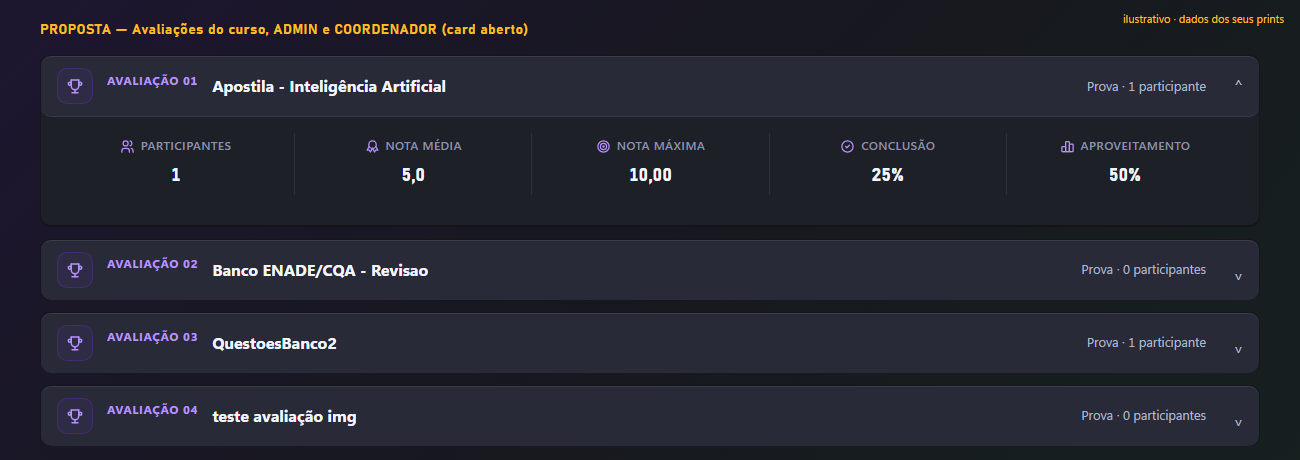 PROPOSTA — Avaliações do curso, ADMIN e COORDENADOR (card aberto)
ilustrativo · dados dos seus prints
AVALIAÇÃO 01 Apostila - Inteligência Artificial Prova · 1 participante ^
PARTICIPANTES NOTA MÉDIA NOTA MÁXIMA CONCLUSÃO APROVEITAMENTO
1 5,0 10,00 25% 50%
AVALIAÇÃO 02 Banco ENADE/CQA - Revisao Prova · 0 participantes v
AVALIAÇÃO 03 QuestoesBanco2 Prova · 1 participante v
AVALIAÇÃO 04 teste avaliação img Prova · 0 participantes v